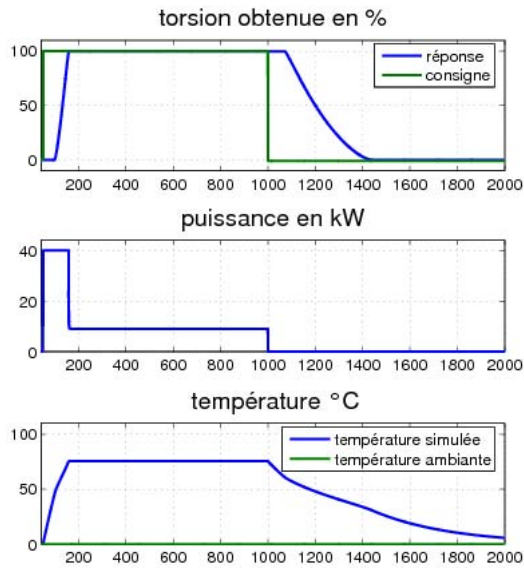 torsion obtenue en %
100
50
0
réponse
consigne
200 400 600 800 1000 1200 1400 1600 1800 2000
puissance en kW
40
20
0
200 400 600 800 1000 1200 1400 1600 1800 2000
température °C
100
50
0
température simulée
température ambiante
200 400 600 800 1000 1200 1400 1600 1800 2000